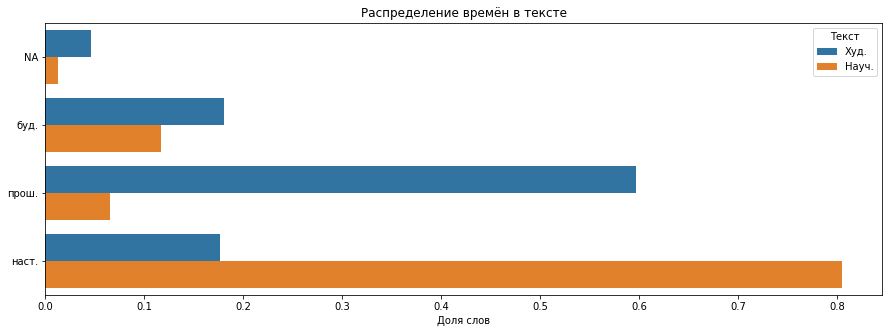 Распределение времён в тексте
Текст
Худ.
Науч.
NA
буд.
прош.
наст.
0.0 0.1 0.2 0.3 0.4 0.5 0.6 0.7 0.8
Доля слов